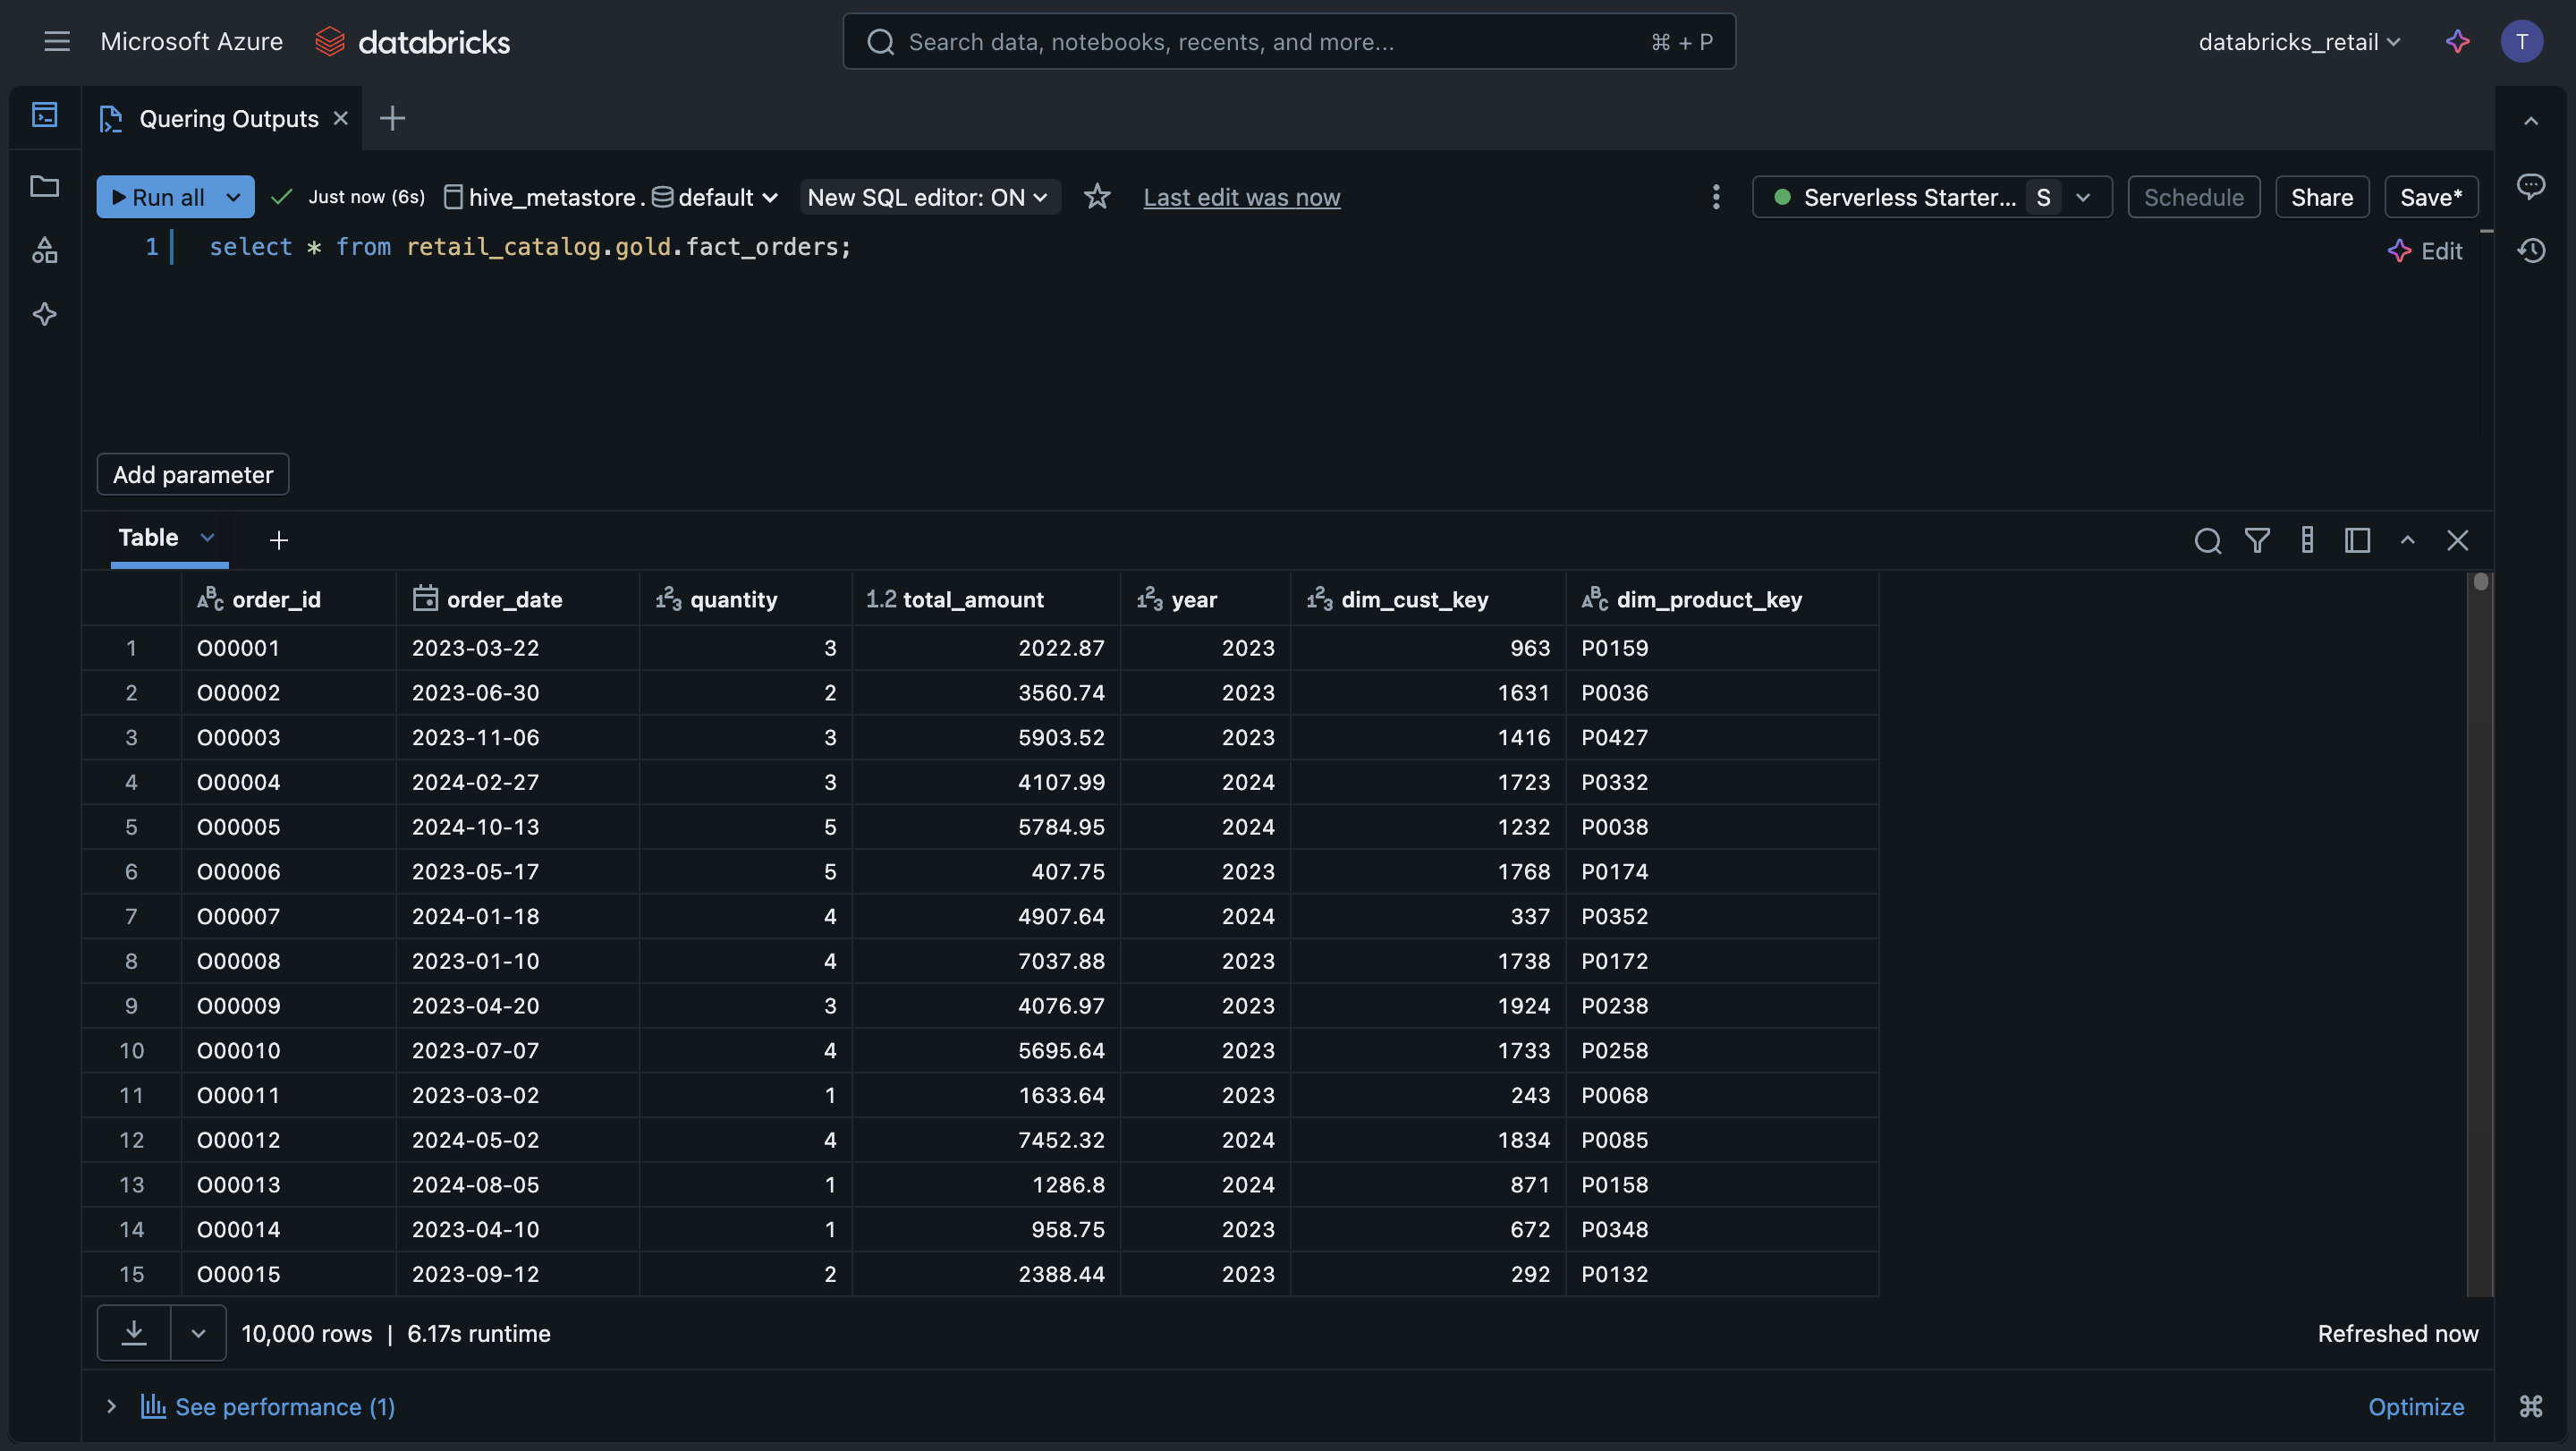 Microsoft Azure databricks Search data, notebooks, recents, and more... ⌘ + P databricks_retail T
Quering Outputs
Run all Just now (6s) hive_metastore . default New SQL editor: ON Last edit was now Serverless Starter... S Schedule Share Save*
1 select * from retail_catalog.gold.fact_orders; Edit
Add parameter
Table
order_id order_date quantity 1.2 total_amount year dim_cust_key dim_product_key
1 O00001 2023-03-22 3 2022.87 2023 963 P0159
2 O00002 2023-06-30 2 3560.74 2023 1631 P0036
3 O00003 2023-11-06 3 5903.52 2023 1416 P0427
4 O00004 2024-02-27 3 4107.99 2024 1723 P0332
5 O00005 2024-10-13 5 5784.95 2024 1232 P0038
6 O00006 2023-05-17 5 407.75 2023 1768 P0174
7 O00007 2024-01-18 4 4907.64 2024 337 P0352
8 O00008 2023-01-10 4 7037.88 2023 1738 P0172
9 O00009 2023-04-20 3 4076.97 2023 1924 P0238
10 O00010 2023-07-07 4 5695.64 2023 1733 P0258
11 O00011 2023-03-02 1 1633.64 2023 243 P0068
12 O00012 2024-05-02 4 7452.32 2024 1834 P0085
13 O00013 2024-08-05 1 1286.8 2024 871 P0158
14 O00014 2023-04-10 1 958.75 2023 672 P0348
15 O00015 2023-09-12 2 2388.44 2023 292 P0132
10,000 rows | 6.17s runtime Refreshed now
See performance (1) Optimize